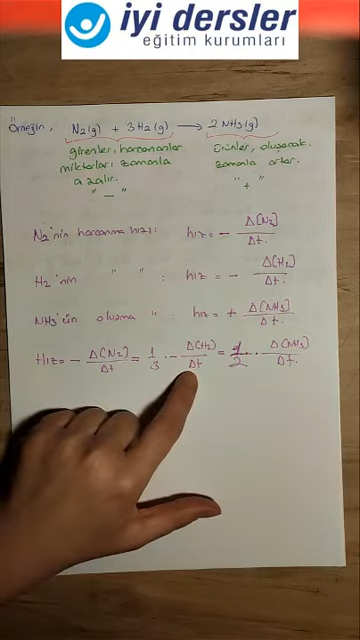 iyi dersler
eğitim kurumları
Örneğin, N₂(g) + 3H₂(g) → 2NH₃(g)
girenler, harcananlar
miktarları zamanla
azalır.
" − "
ürünler, oluşacak.
zamanla artar.
" + "
N₂'nin harcanma hızı: hız = − Δ[N₂] / Δt
H₂'nin " " : hız = − Δ[H₂] / Δt
NH₃'ün oluşma " : hız = + Δ[NH₃] / Δt
Hız = − Δ[N₂] / Δt = 1/3 · − Δ[H₂] / Δt = 1/2 · Δ[NH₃] / Δt